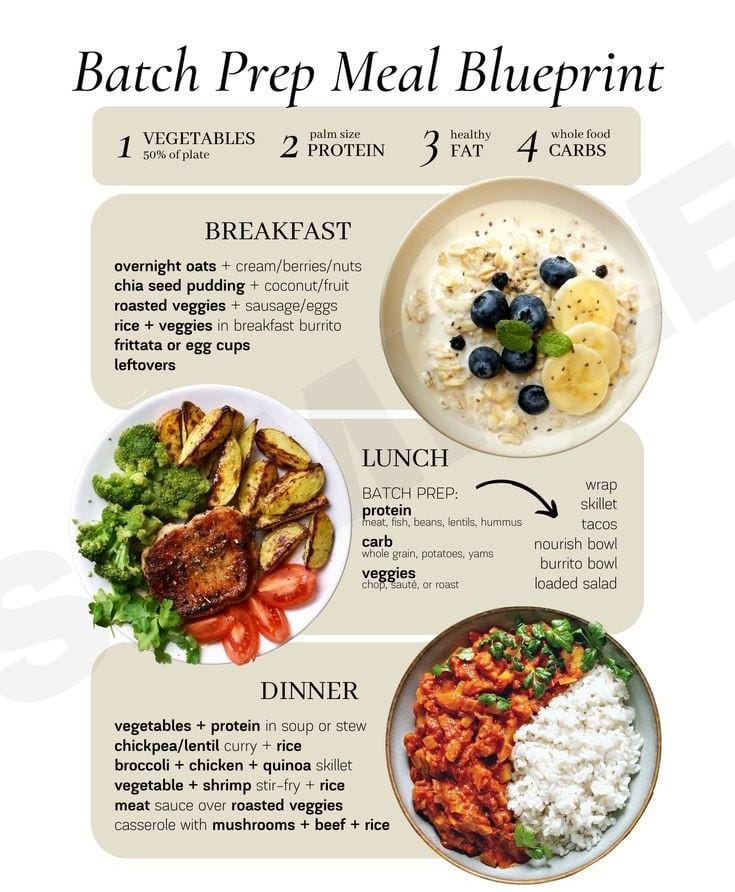 Batch Prep Meal Blueprint
1 VEGETABLES
50% of plate
2 palm size
PROTEIN
3 healthy
FAT
4 whole food
CARBS
BREAKFAST
overnight oats + cream/berries/nuts
chia seed pudding + coconut/fruit
roasted veggies + sausage/eggs
rice + veggies in breakfast burrito
frittata or egg cups
leftovers
LUNCH
BATCH PREP:
protein
meat, fish, beans, lentils, hummus
carb
whole grain, potatoes, yams
veggies
chop, sauté, or roast
wrap
skillet
tacos
nourish bowl
burrito bowl
loaded salad
DINNER
vegetables + protein in soup or stew
chickpea/lentil curry + rice
broccoli + chicken + quinoa skillet
vegetable + shrimp stir-fry + rice
meat sauce over roasted veggies
casserole with mushrooms + beef + rice